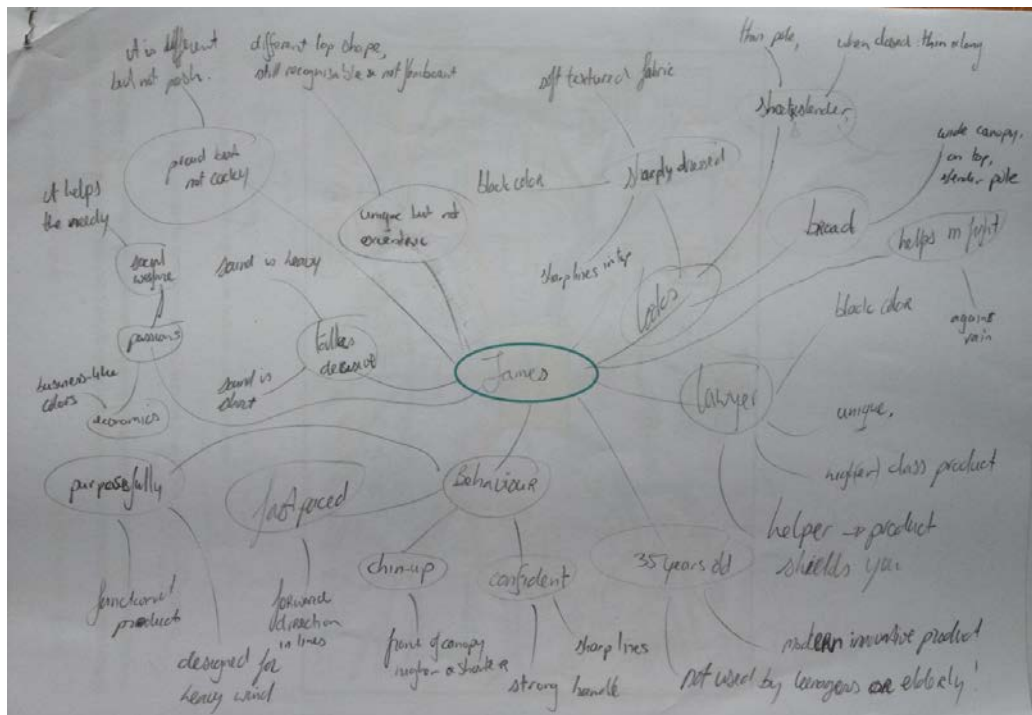 it is different
but not posh.
different top shape,
still recognisable & not flamboyant
soft textured fabric
thin pole,
when closed: thin & long
proud but
not cocky
black color
sharply dressed
wide canopy.
on top,
slender pole
it helps
the needy
unique but not
broad
helps in fight
social
welfare
sound is heavy
sharp lines in top
looks
black color
against
rain
passions
talks
decisive
James
business-like
colors
sound is
short
economics
lawyer
unique.
high(er) class product
purposefully
fast paced
Behaviour
helper → product
shields you
chin-up
confident
35 years old
functional
product
forward
direction
in lines
front of canopy
higher & shorter
sharp lines
modern innovative product
designed for
heavy wind
strong handle
not used by teenagers or elderly!